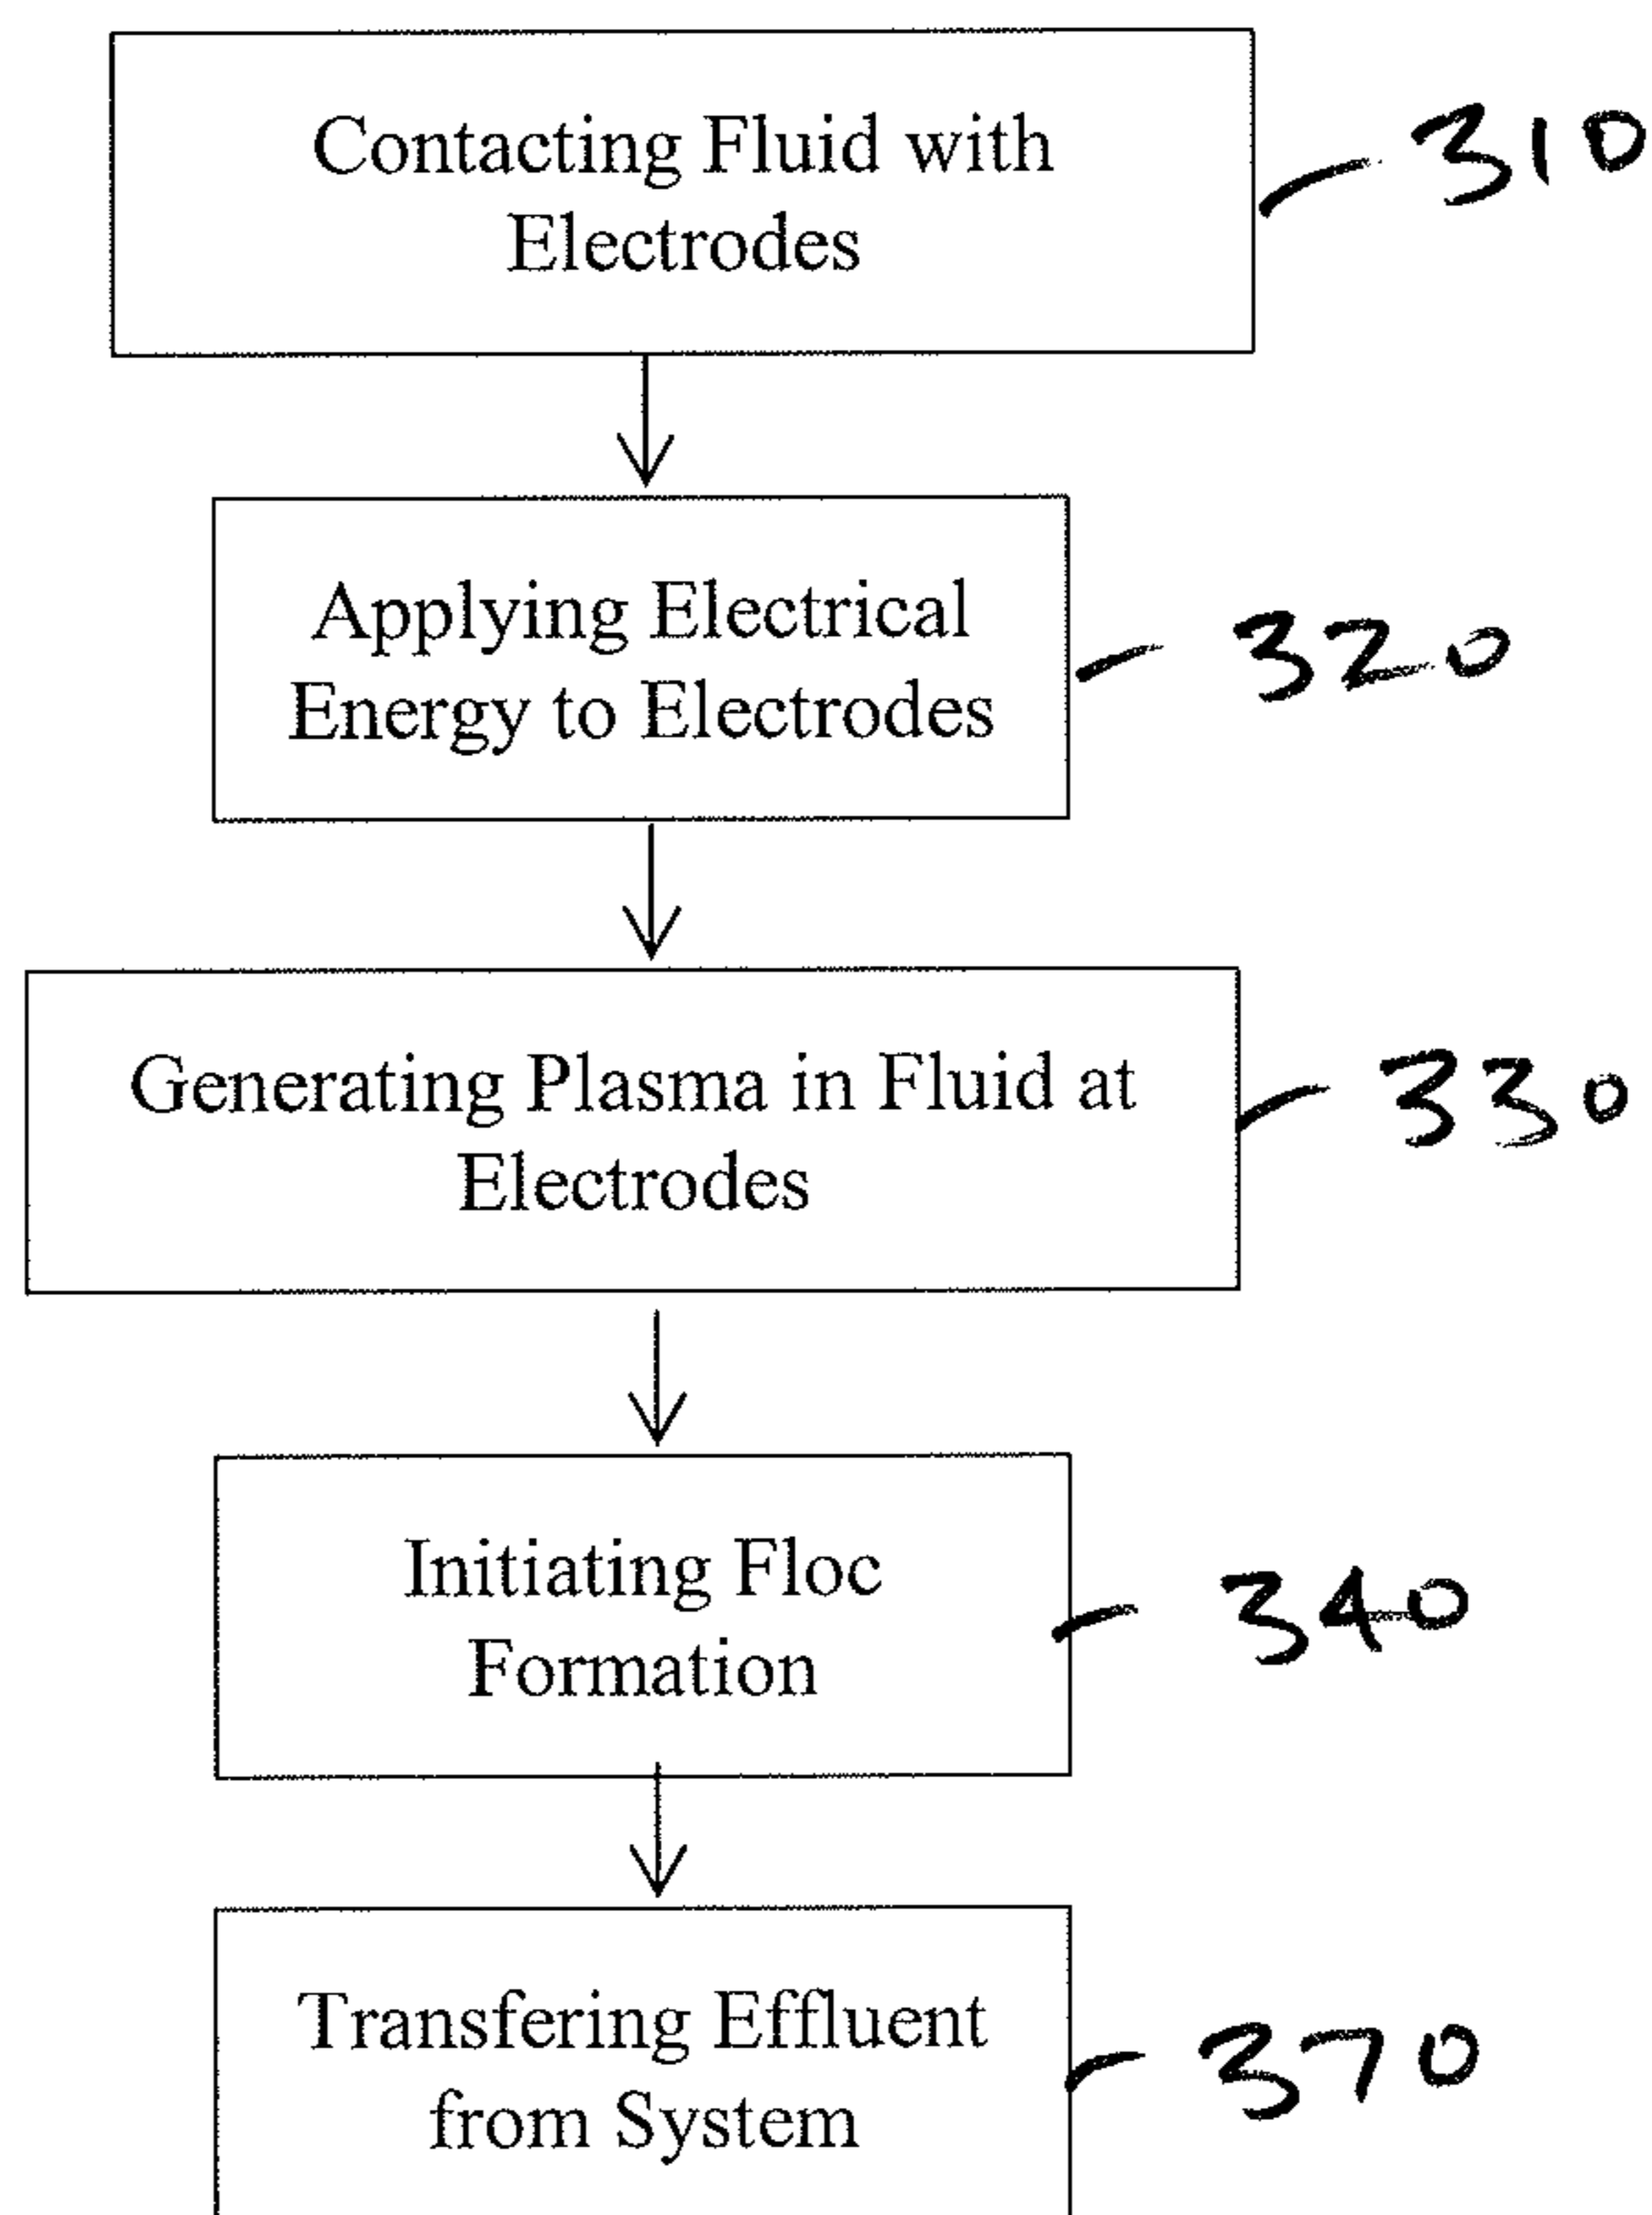 Contacting Fluid with
Electrodes
310
Applying Electrical
Energy to Electrodes
320
Generating Plasma in Fluid at
Electrodes
330
Initiating Floc
Formation
340
Transfering Effluent
from System
370